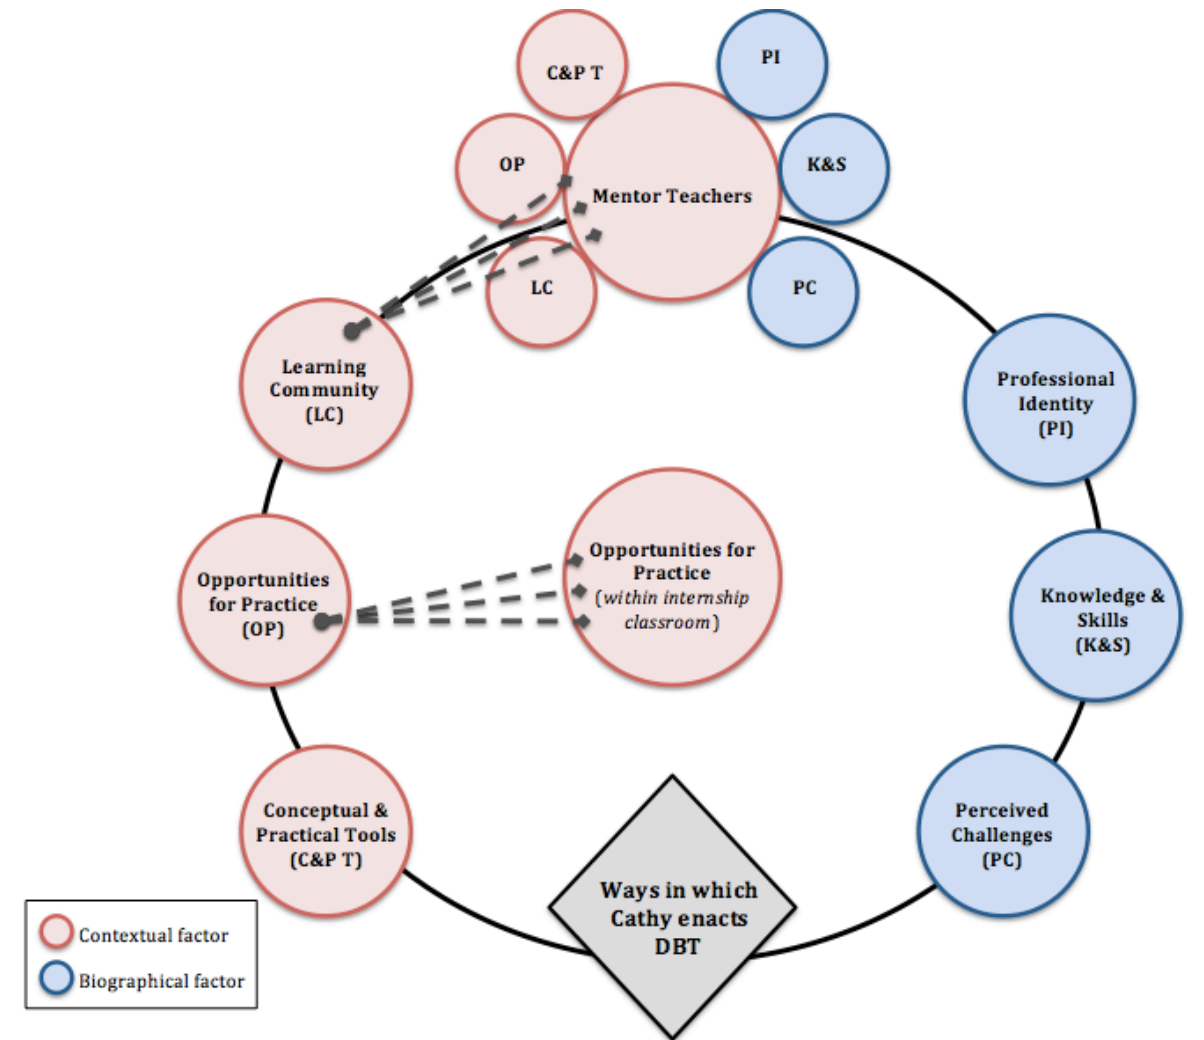 C&P T
PI
OP
K&S
Mentor Teachers
LC
PC
Learning
Community
(LC)
Professional
Identity
(PI)
Opportunities
for Practice
(OP)
Opportunities for
Practice
(within internship
classroom)
Knowledge &
Skills
(K&S)
Conceptual &
Practical Tools
(C&P T)
Perceived
Challenges
(PC)
Ways in which
Cathy enacts
DBT
Contextual factor
Biographical factor